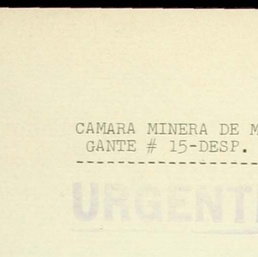 CAMARA MINERA DE M
GANTE # 15-DESP.
URGENT